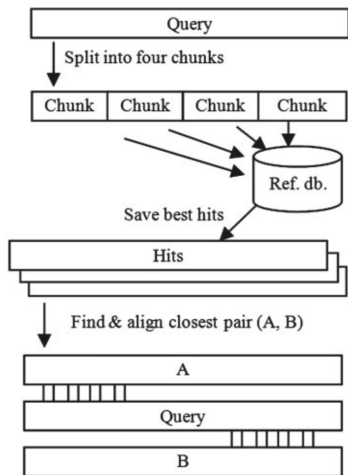 Query
Split into four chunks
Chunk Chunk Chunk Chunk
Ref. db.
Save best hits
Hits
Find & align closest pair (A, B)
A
Query
B